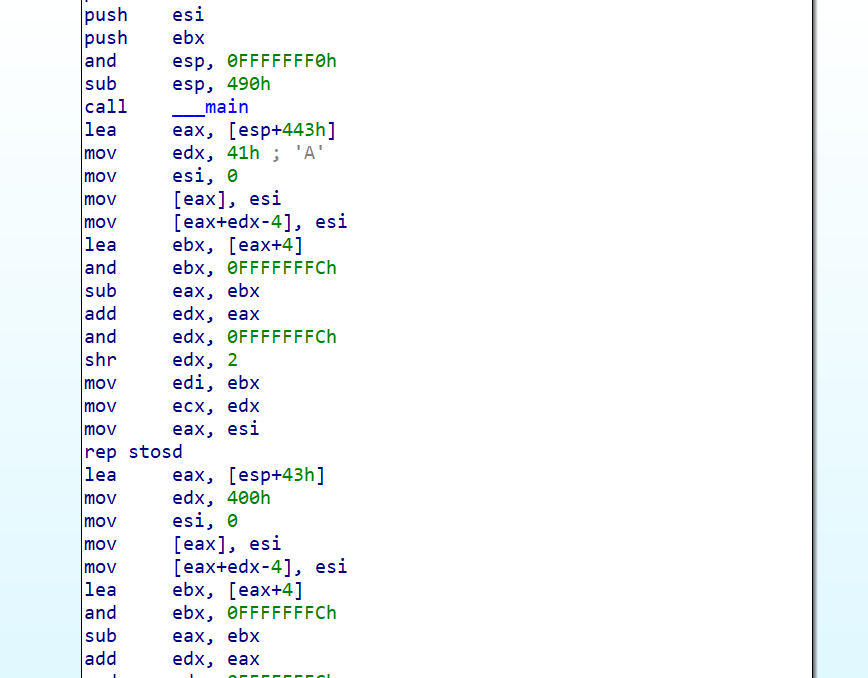 push esi
push ebx
and esp, 0FFFFFFF0h
sub esp, 490h
call ___main
lea eax, [esp+443h]
mov edx, 41h ; 'A'
mov esi, 0
mov [eax], esi
mov [eax+edx-4], esi
lea ebx, [eax+4]
and ebx, 0FFFFFFFCh
sub eax, ebx
add edx, eax
and edx, 0FFFFFFFCh
shr edx, 2
mov edi, ebx
mov ecx, edx
mov eax, esi
rep stosd
lea eax, [esp+43h]
mov edx, 400h
mov esi, 0
mov [eax], esi
mov [eax+edx-4], esi
lea ebx, [eax+4]
and ebx, 0FFFFFFFCh
sub eax, ebx
add edx, eax